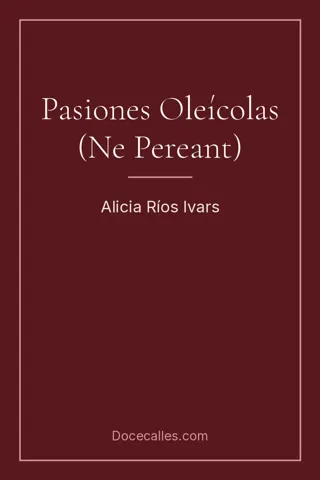 Pasiones Oleícolas
(Ne Pereant)
Alicia Ríos Ivars
Docecalles.com